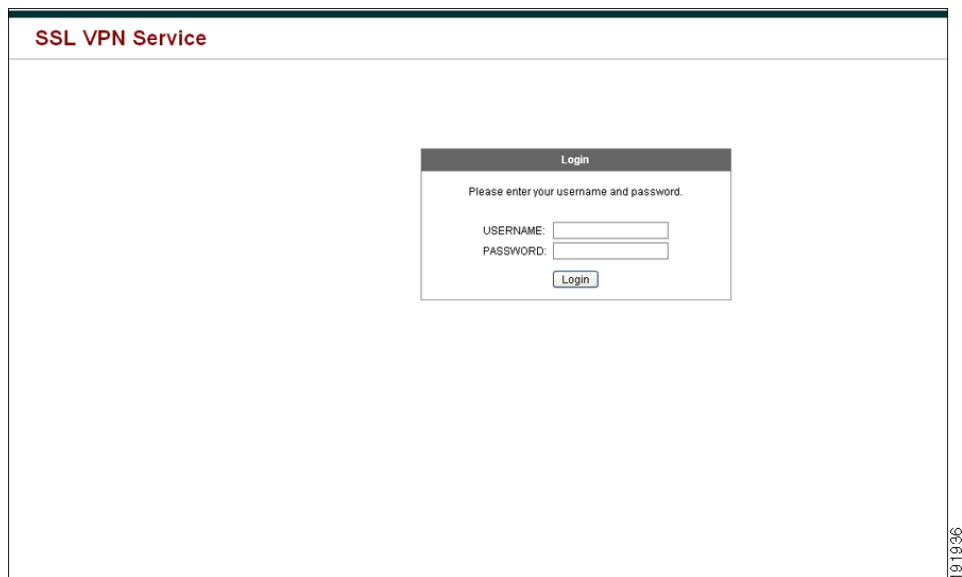 SSL VPN Service
Login
Please enter your username and password.
USERNAME:
PASSWORD:
Login
191936